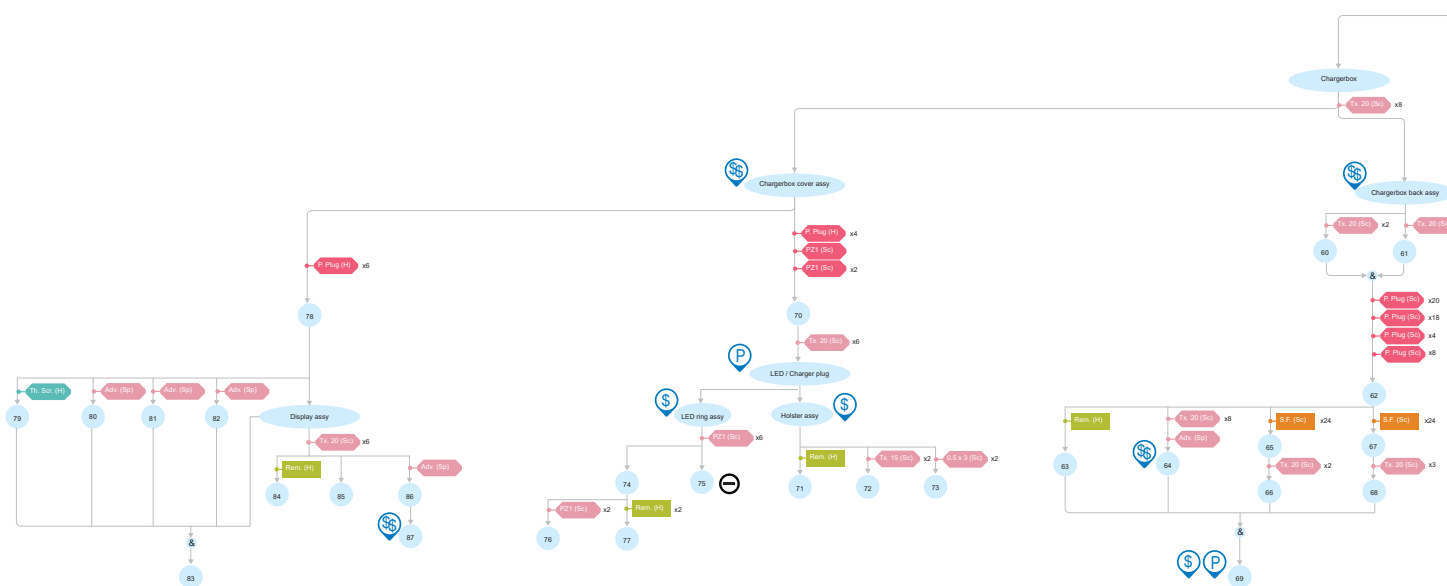 Chargerbox
Tx. 20 (Sc) x8
$$
Chargerbox cover assy
$$
Chargerbox back assy
P. Plug (H) x4
PZ1 (Sc)
PZ1 (Sc) x2
Tx. 20 (Sc) x2
Tx. 20 (Sc
60
61
&
P. Plug (H) x6
78
70
P. Plug (Sc) x20
P. Plug (Sc) x18
P. Plug (Sc) x4
P. Plug (Sc) x8
Tx. 20 (Sc) x6
P
LED / Charger plug
62
Th. Scr. (H)
Adv. (Sp)
Adv. (Sp)
Adv. (Sp)
79
80
81
82
Display assy
$
LED ring assy
Holster assy
$
Rem. (H)
Tx. 20 (Sc) x8
Adv. (Sp)
S.F. (Sc) x24
S.F. (Sc) x24
Tx. 20 (Sc) x6
PZ1 (Sc) x6
65
67
Rem. (H)
Adv. (Sp)
Rem. (H)
Tx. 15 (Sc) x2
0.5 x 3 (Sc) x2
63
$$
64
Tx. 20 (Sc) x2
Tx. 20 (Sc) x3
84
85
86
74
75
71
72
73
66
68
PZ1 (Sc) x2
Rem. (H) x2
$$
87
76
77
&
83
&
$
P
69